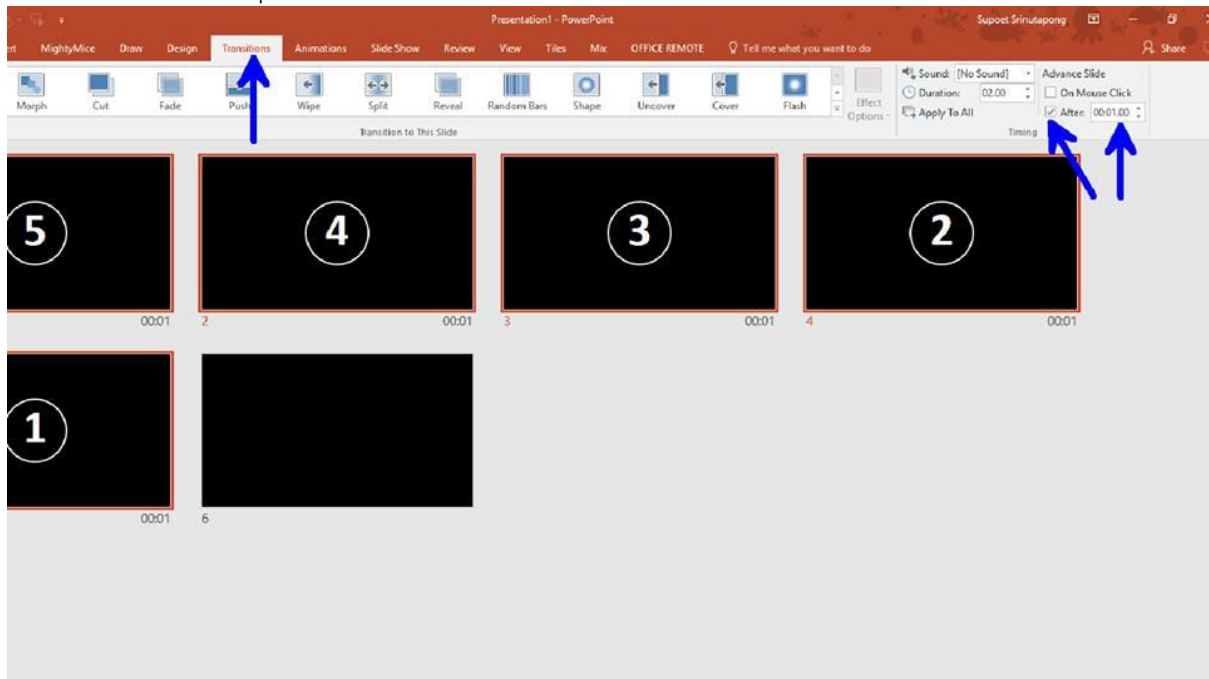 Presentation1 - PowerPoint
Supoet Srinutapong
MightyMice Draw Design Transitions Animations Slide Show Review View Tiles Mix OFFICE REMOTE Tell me what you want to do
Share
Morph Cut Fade Push Wipe Split Reveal Random Bars Shape Uncover Cover Flash
Effect
Options
Transition to This Slide
Sound: [No Sound]
Duration: 02.00
Apply To All
Advance Slide
On Mouse Click
After: 00:01.00
Timing
5 4 3 2
00:01 2 00:01 3 00:01 4 00:01
1
00:01 6